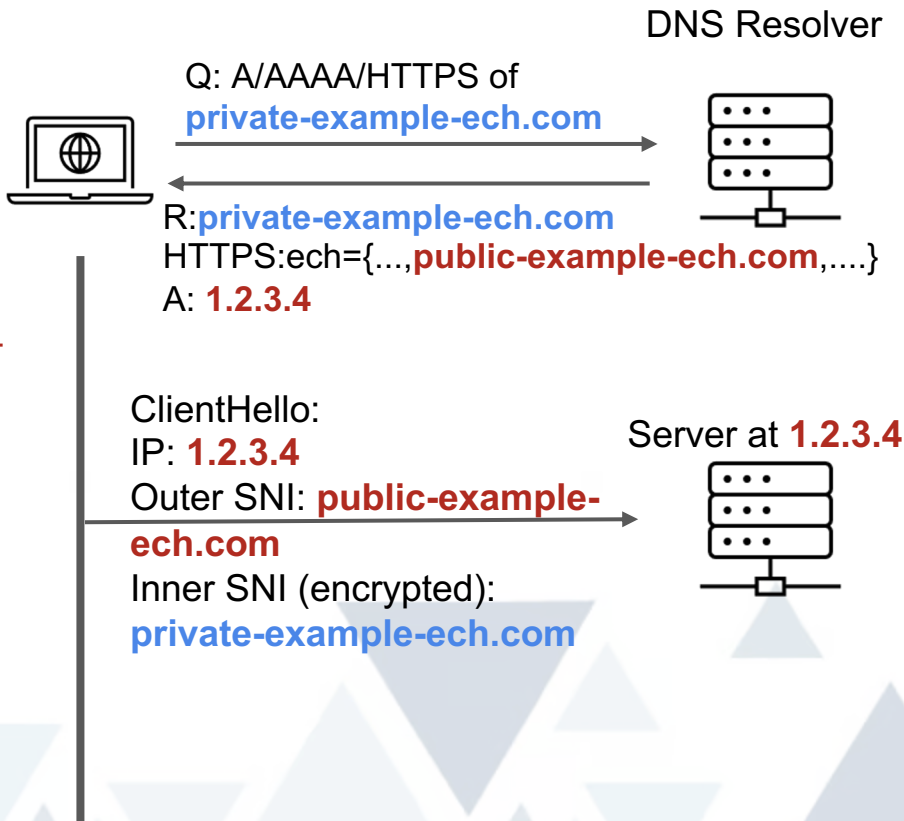 DNS Resolver
Q: A/AAAA/HTTPS of
private-example-ech.com
R:private-example-ech.com
HTTPS:ech={...,public-example-ech.com,....}
A: 1.2.3.4
ClientHello:
IP: 1.2.3.4
Outer SNI: public-example-
ech.com
Inner SNI (encrypted):
private-example-ech.com
Server at 1.2.3.4